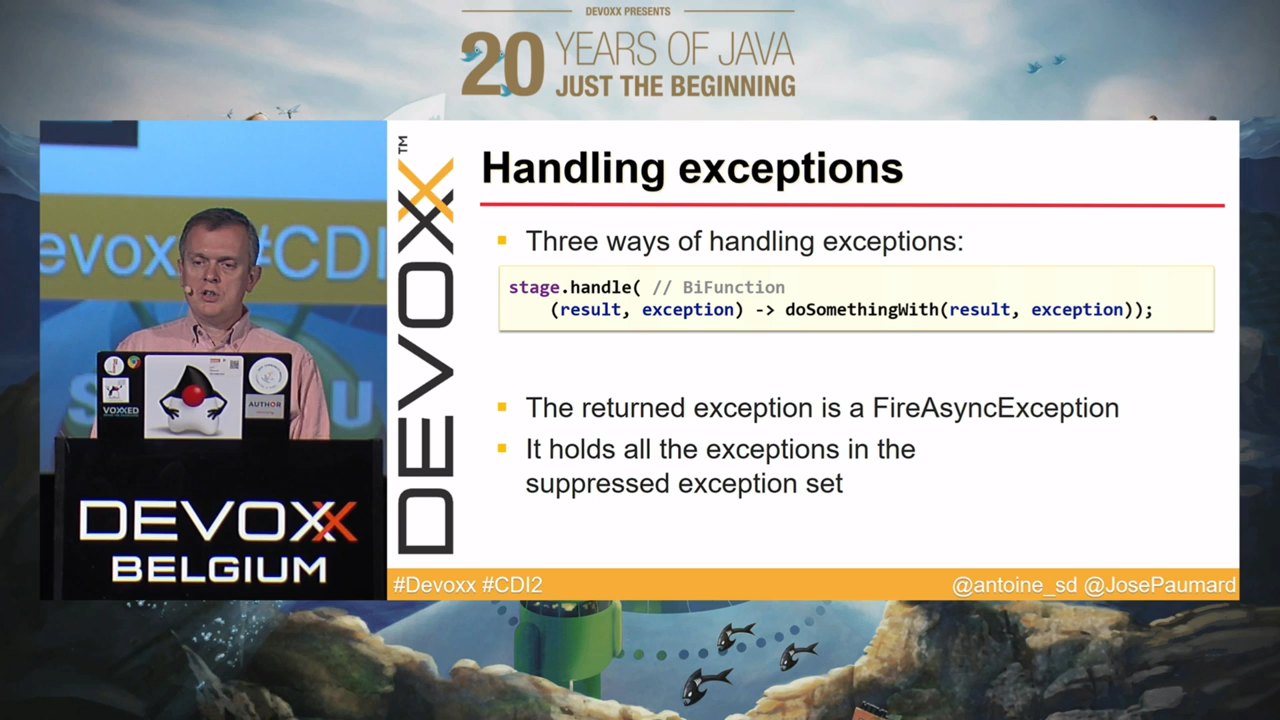 DEVOXX PRESENTS
20 YEARS OF JAVA
JUST THE BEGINNING
evox
#CDI
VOXXED
AUTHOR
DEVOXX
BELGIUM
DEVOXX™
Handling exceptions
Three ways of handling exceptions:
stage.handle( // BiFunction
(result, exception) -> doSomethingWith(result, exception));
The returned exception is a FireAsyncException
It holds all the exceptions in the
suppressed exception set
#Devoxx #CDI2
@antoine_sd @JosePaumard